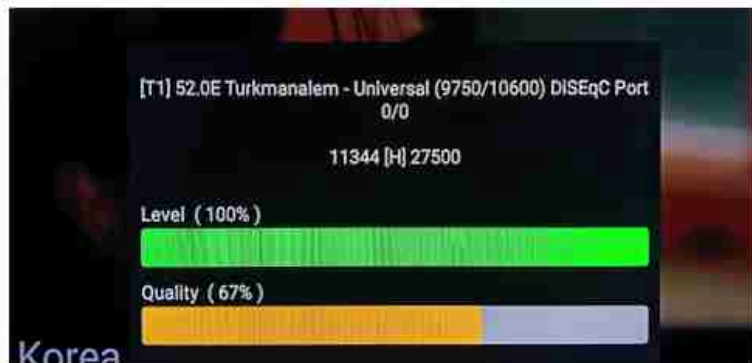 [T1] 52.0E Turkmanalem - Universal (9750/10600) DiSEqC Port
0/0
11344 [H] 27500
Level ( 100% )
Quality ( 67% )
Korea